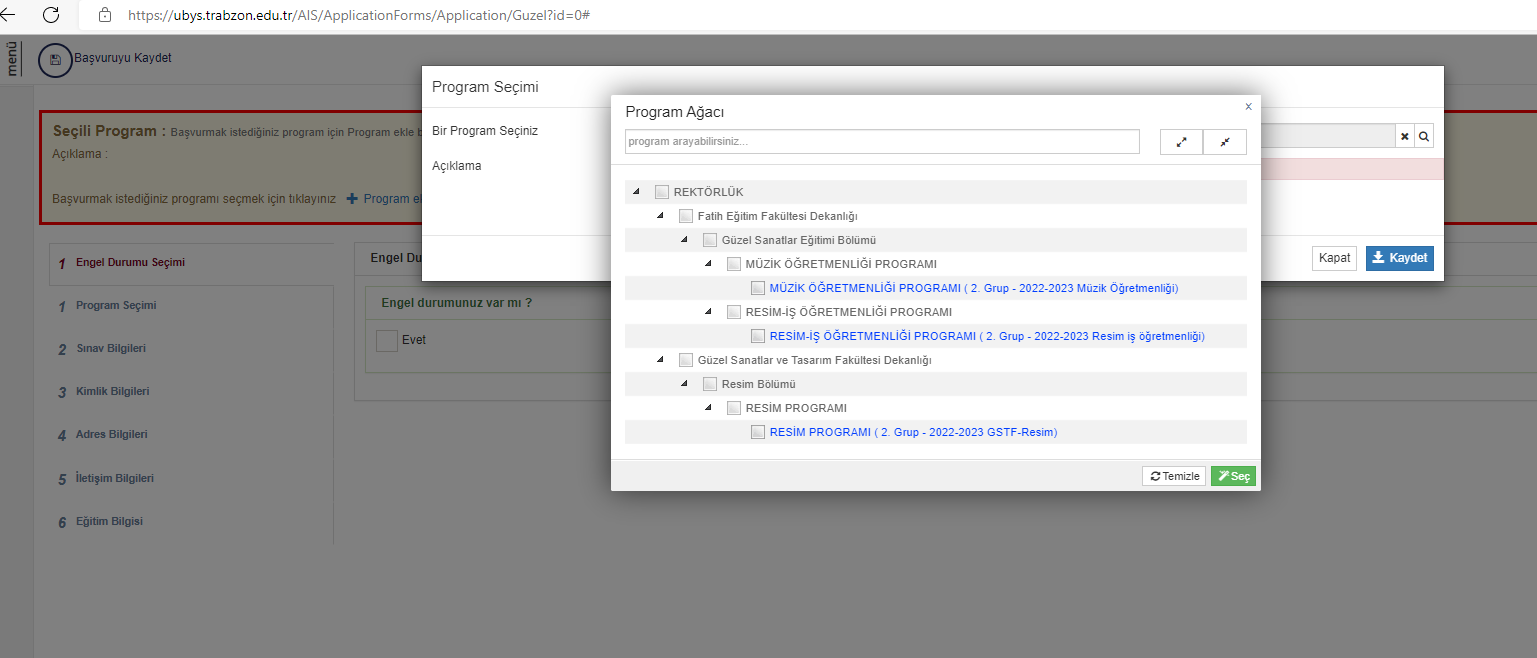 https://ubys.trabzon.edu.tr/AIS/ApplicationForms/Application/Guzel?id=0#
menü
Başvuruyu Kaydet
Program Seçimi
Program Ağacı
x
Seçili Program : Başvurmak istediğiniz program için Program ekle b
Bir Program Seçiniz
program arayabilirsiniz...
Açıklama :
Açıklama
Başvurmak istediğiniz programı seçmek için tıklayınız Program ek
REKTÖRLÜK
Fatih Eğitim Fakültesi Dekanlığı
Güzel Sanatlar Eğitimi Bölümü
MÜZİK ÖĞRETMENLİĞİ PROGRAMI
MÜZİK ÖĞRETMENLİĞİ PROGRAMI ( 2. Grup - 2022-2023 Müzik Öğretmenliği)
RESİM-İŞ ÖĞRETMENLİĞİ PROGRAMI
RESİM-İŞ ÖĞRETMENLİĞİ PROGRAMI ( 2. Grup - 2022-2023 Resim iş öğretmenliği)
Güzel Sanatlar ve Tasarım Fakültesi Dekanlığı
Resim Bölümü
RESİM PROGRAMI
RESİM PROGRAMI ( 2. Grup - 2022-2023 GSTF-Resim)
Temizle
Seç
Kapat
Kaydet
1 Engel Durumu Seçimi
1 Program Seçimi
2 Sınav Bilgileri
3 Kimlik Bilgileri
4 Adres Bilgileri
5 İletişim Bilgileri
6 Eğitim Bilgisi
Engel Du
Engel durumunuz var mı ?
Evet